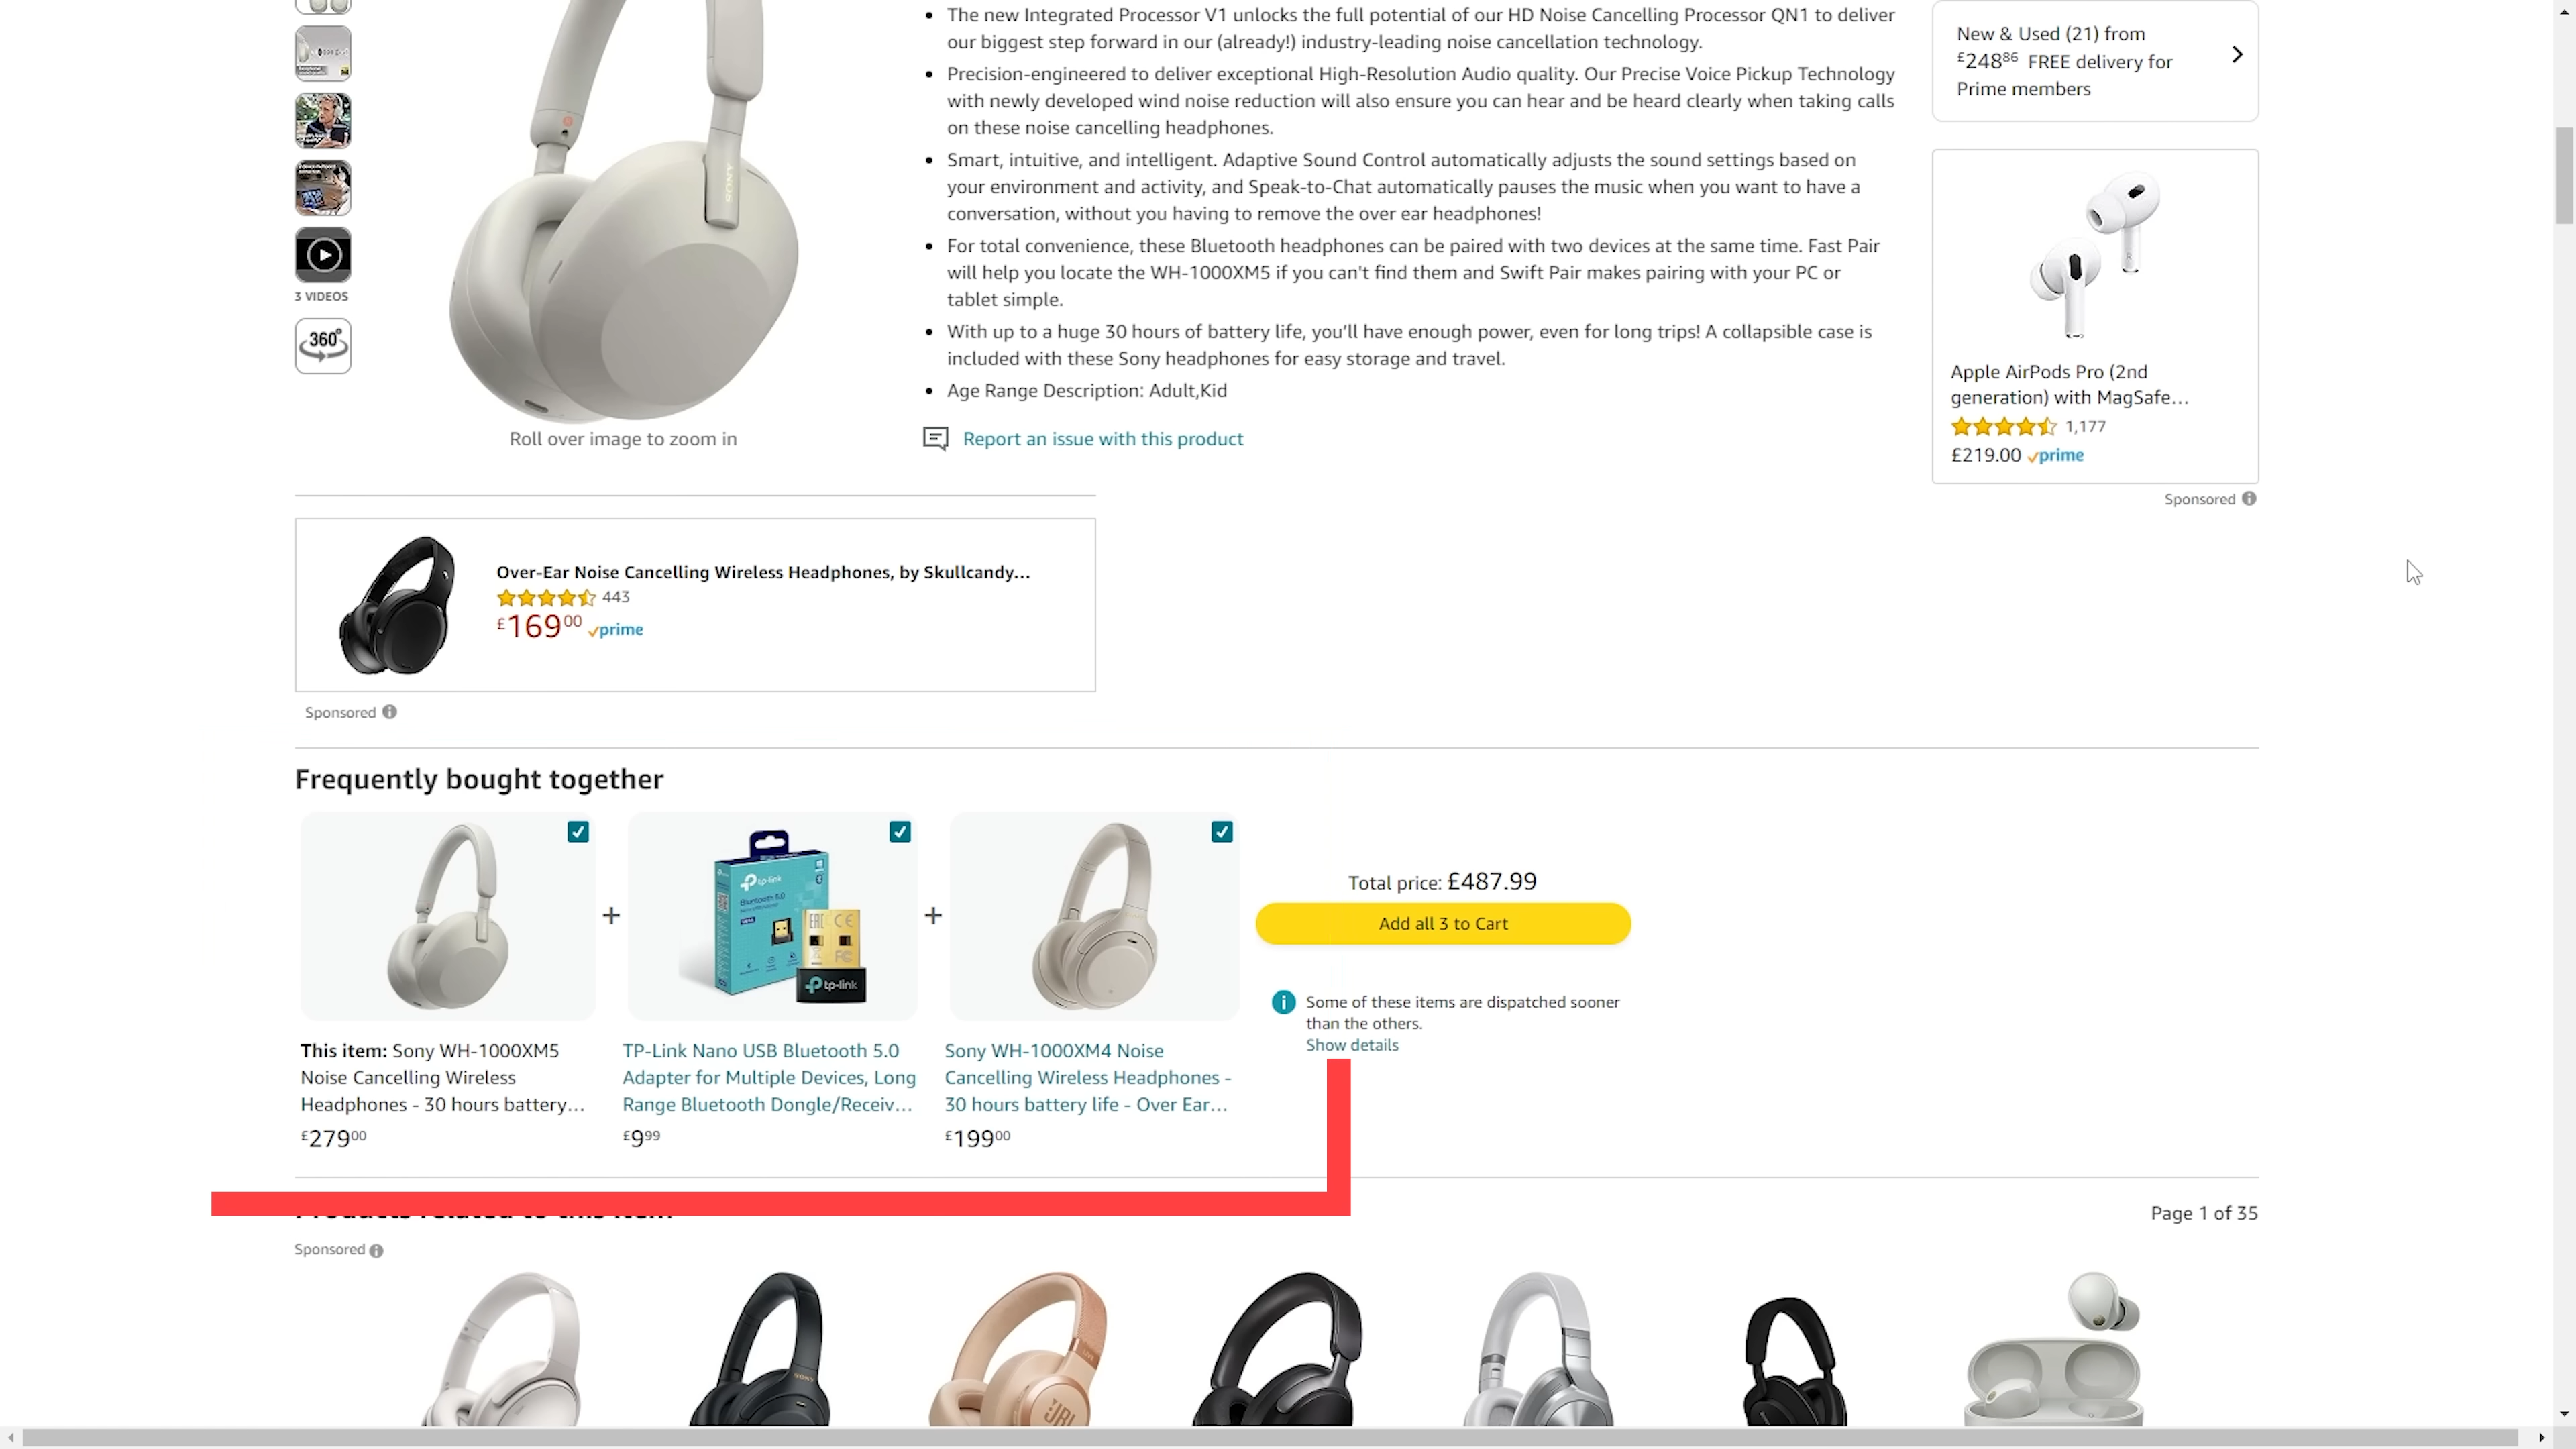 The new Integrated Processor V1 unlocks the full potential of our HD Noise Cancelling Processor QN1 to deliver
our biggest step forward in our (already!) industry-leading noise cancellation technology.
Precision-engineered to deliver exceptional High-Resolution Audio quality. Our Precise Voice Pickup Technology
with newly developed wind noise reduction will also ensure you can hear and be heard clearly when taking calls
on these noise cancelling headphones.
Smart, intuitive, and intelligent. Adaptive Sound Control automatically adjusts the sound settings based on
your environment and activity, and Speak-to-Chat automatically pauses the music when you want to have a
conversation, without you having to remove the over ear headphones!
For total convenience, these Bluetooth headphones can be paired with two devices at the same time. Fast Pair
will help you locate the WH-1000XM5 if you can't find them and Swift Pair makes pairing with your PC or
tablet simple.
With up to a huge 30 hours of battery life, you'll have enough power, even for long trips! A collapsible case is
included with these Sony headphones for easy storage and travel.
Age Range Description: Adult,Kid
Report an issue with this product
SONY
3 VIDEOS
360°
Roll over image to zoom in
New & Used (21) from
£24886 FREE delivery for
Prime members
Apple AirPods Pro (2nd
generation) with MagSafe...
1,177
£219.00 prime
Sponsored
Over-Ear Noise Cancelling Wireless Headphones, by Skullcandy...
443
£16900 prime
Sponsored
Frequently bought together
tp-link
Bluetooth 5.0
tp-link
+
+
Total price: £487.99
Add all 3 to Cart
Some of these items are dispatched sooner
than the others.
Show details
This item: Sony WH-1000XM5
Noise Cancelling Wireless
Headphones - 30 hours battery...
£27900
TP-Link Nano USB Bluetooth 5.0
Adapter for Multiple Devices, Long
Range Bluetooth Dongle/Receiv...
£999
Sony WH-1000XM4 Noise
Cancelling Wireless Headphones -
30 hours battery life - Over Ear...
£19900
Products related to this item
Page 1 of 35
Sponsored
SONY
JBL